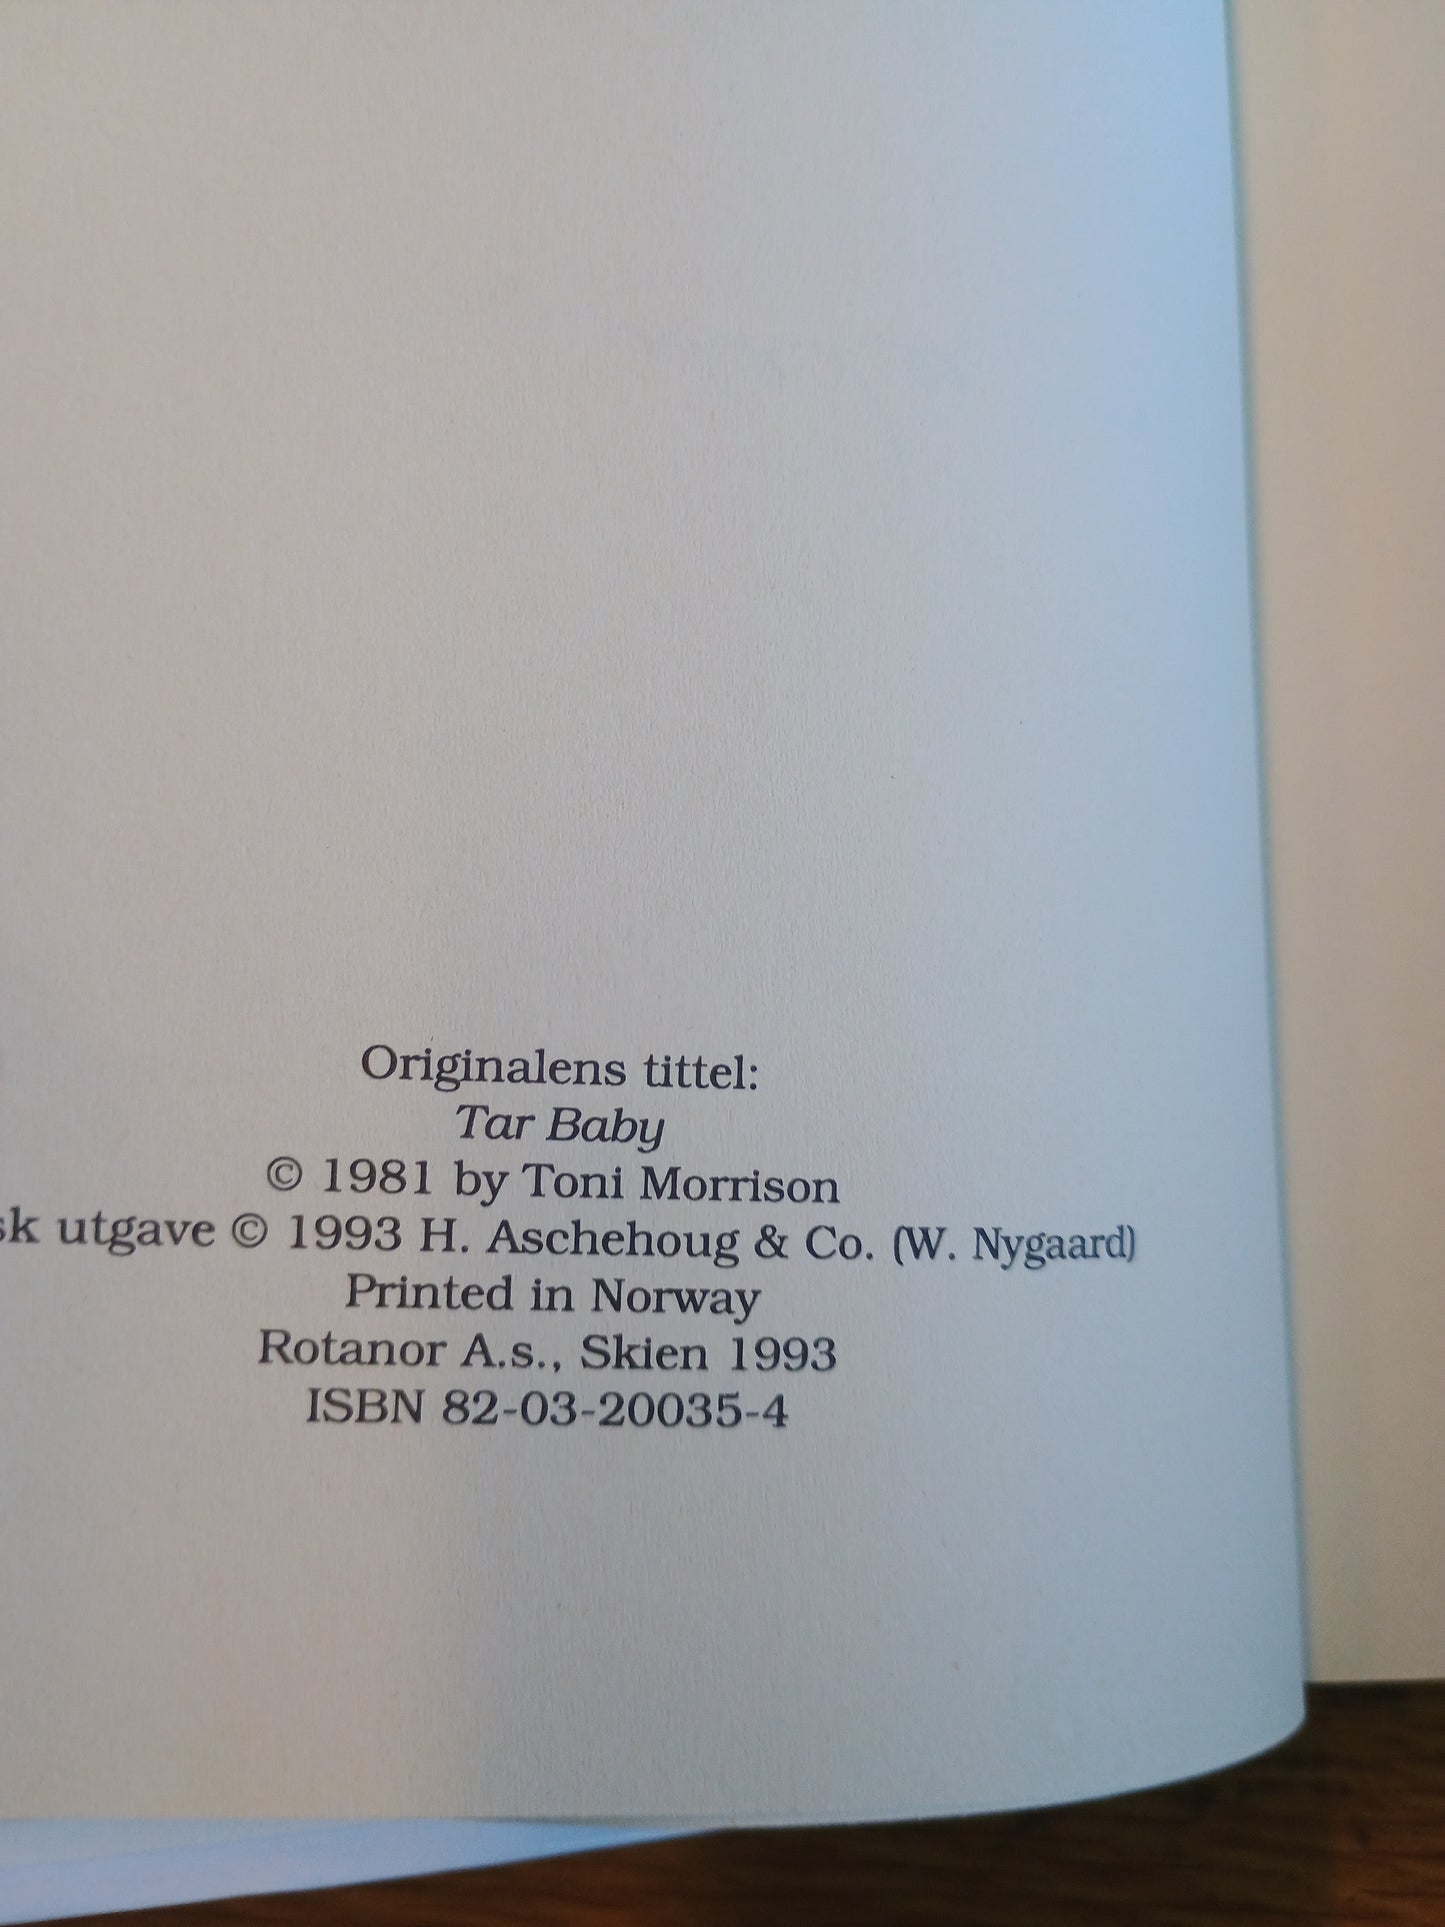 Originalens tittel:
Tar Baby
© 1981 by Toni Morrison
utgave © 1993 H. Aschehoug & Co. (W. Nygaard)
Printed in Norway
Rotanor A.s., Skien 1993
ISBN 82-03-20035-4